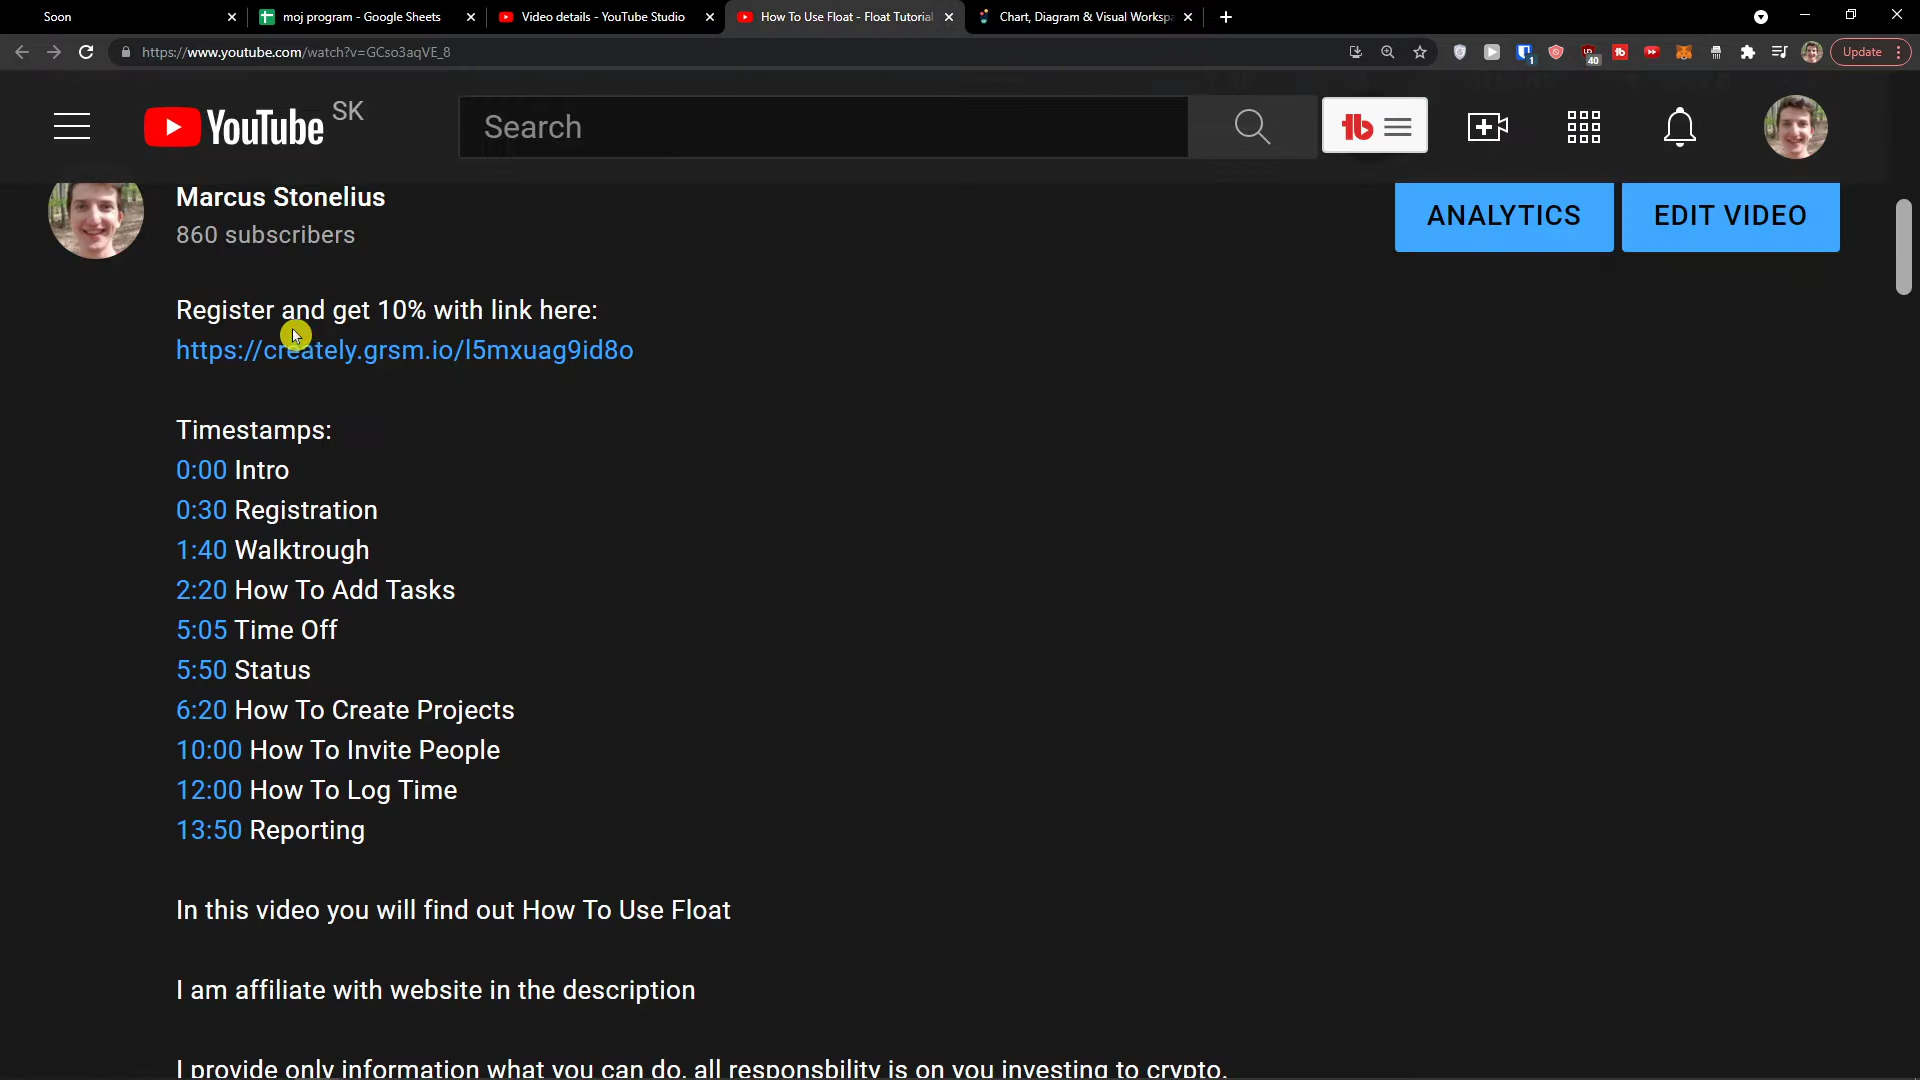 Soon
moj program - Google Sheets
Video details - YouTube Studio
How To Use Float - Float Tutorial
Chart, Diagram & Visual Workspa
https://www.youtube.com/watch?v=GCso3aqVE_8
1
40
Update
YouTube SK
Search
tb
Marcus Stonelius
860 subscribers
ANALYTICS
EDIT VIDEO
Register and get 10% with link here:
https://creately.grsm.io/l5mxuag9id8o
Timestamps:
0:00 Intro
0:30 Registration
1:40 Walktrough
2:20 How To Add Tasks
5:05 Time Off
5:50 Status
6:20 How To Create Projects
10:00 How To Invite People
12:00 How To Log Time
13:50 Reporting
In this video you will find out How To Use Float
I am affiliate with website in the description
I provide only information what you can do, all responsbility is on you investing to crypto.